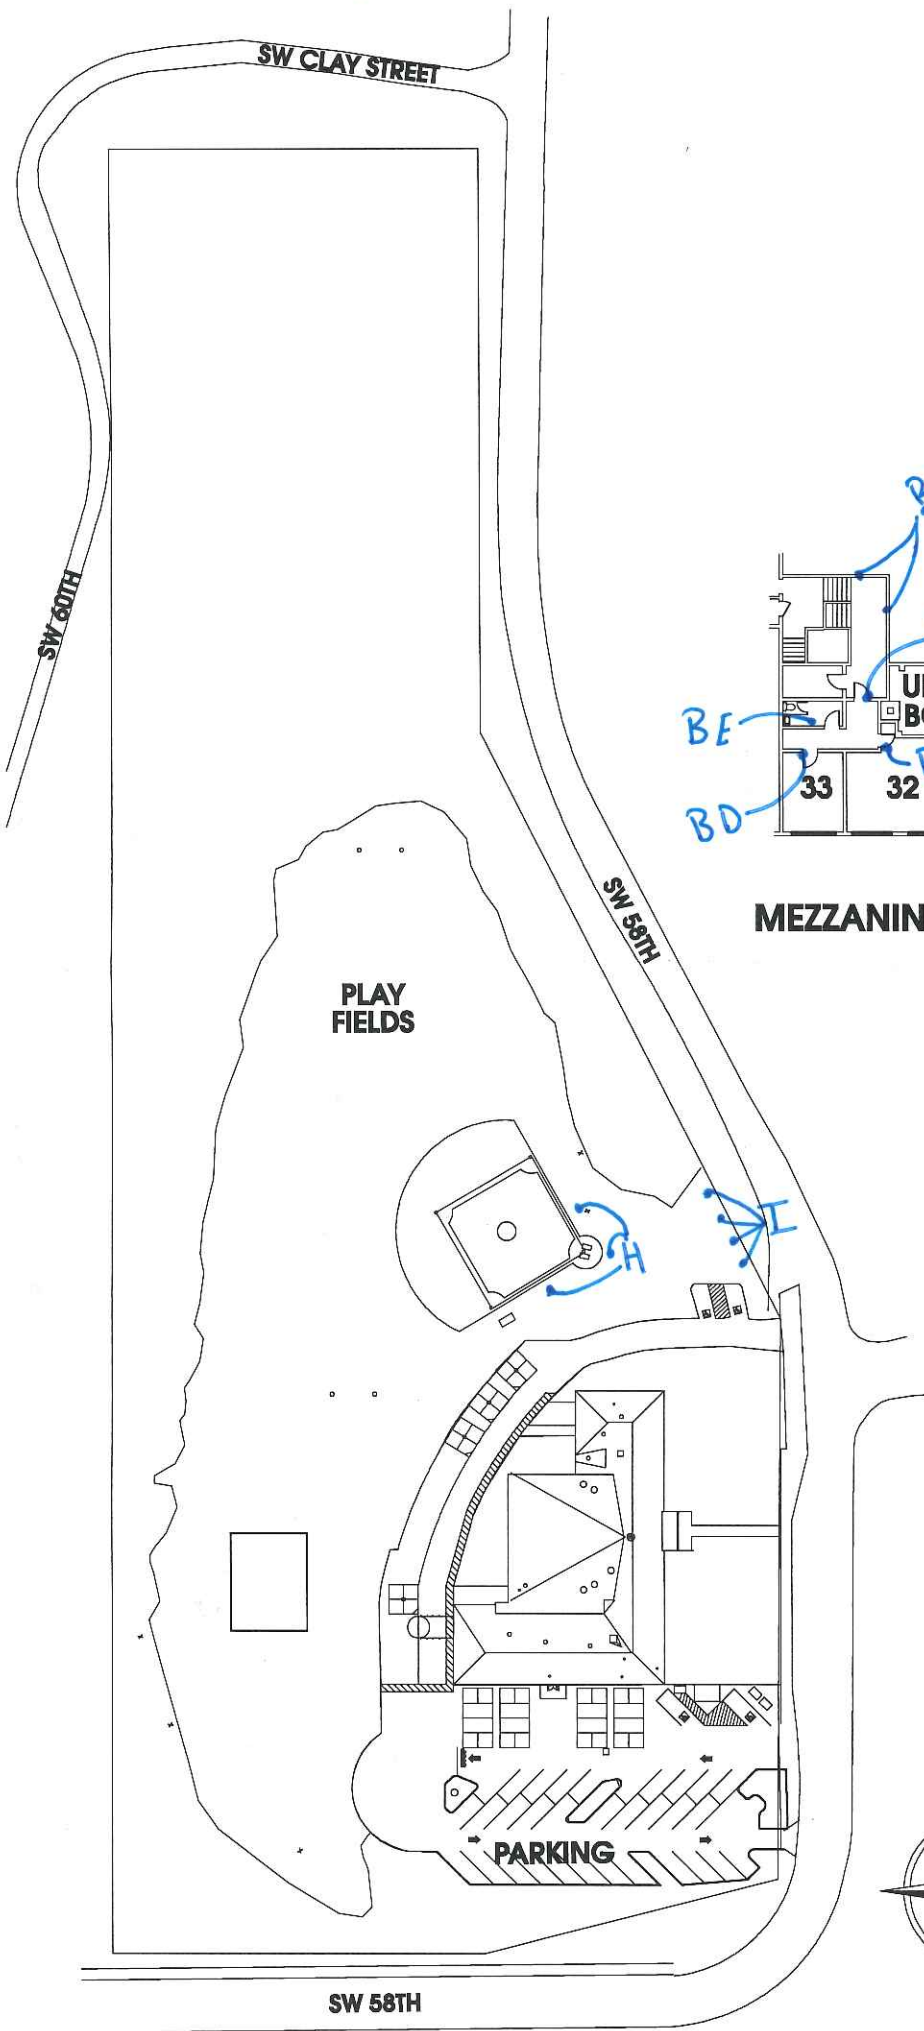 SW CLAY STREET
SW 60TH
BE
33
32
BD
MEZZANIN
SW 58TH
PLAY
FIELDS
I
H
PARKING
SW 58TH